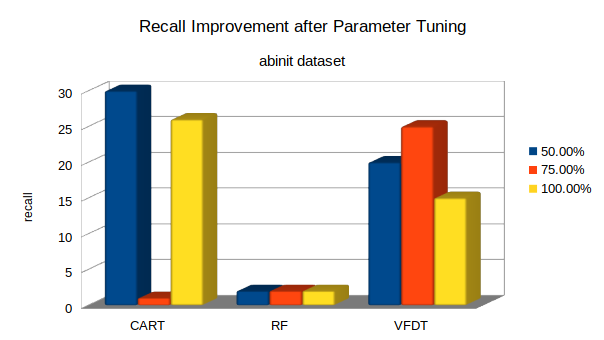 Recall Improvement after Parameter Tuning
abinit dataset
recall
30
25
20
15
10
5
0
CART RF VFDT
50.00%
75.00%
100.00%